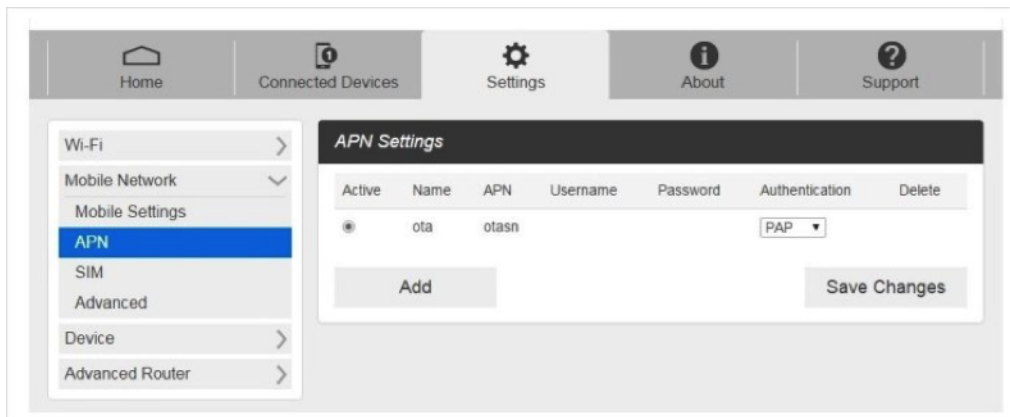 1
Home Connected Devices Settings About Support
Wi-Fi
Mobile Network
Mobile Settings
APN
SIM
Advanced
Device
Advanced Router
APN Settings
Active Name APN Username Password Authentication Delete
ota otasn PAP
Add Save Changes